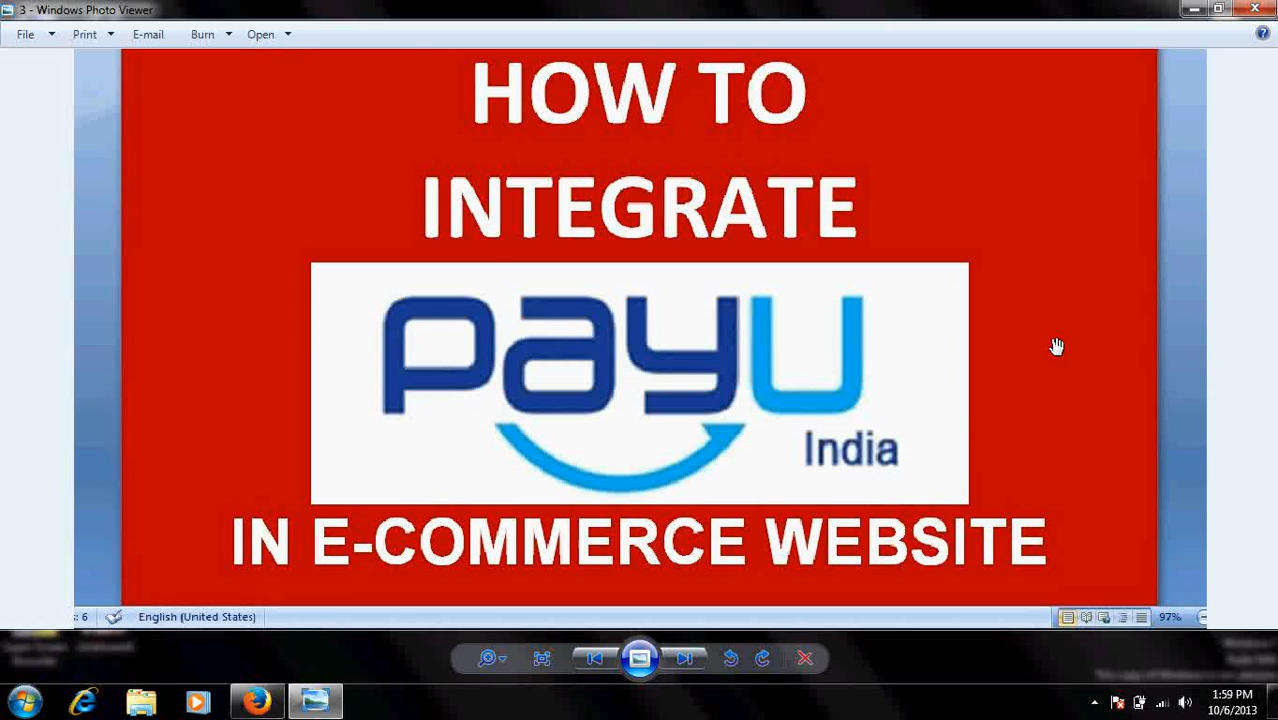 3 - Windows Photo Viewer
File Print E-mail Burn Open
HOW TO
INTEGRATE
payu
India
IN E-COMMERCE WEBSITE
: 6 English (United States) 97%
1:59 PM
10/6/2013